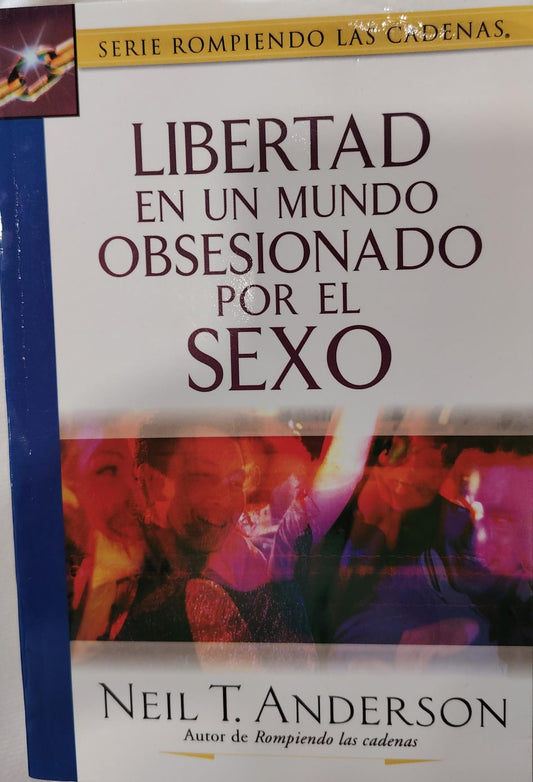 SERIE ROMPIENDO LAS CADENAS®
LIBERTAD
EN UN MUNDO
OBSESIONADO
POR EL
SEXO
NEIL T. ANDERSON
Autor de Rompiendo las cadenas